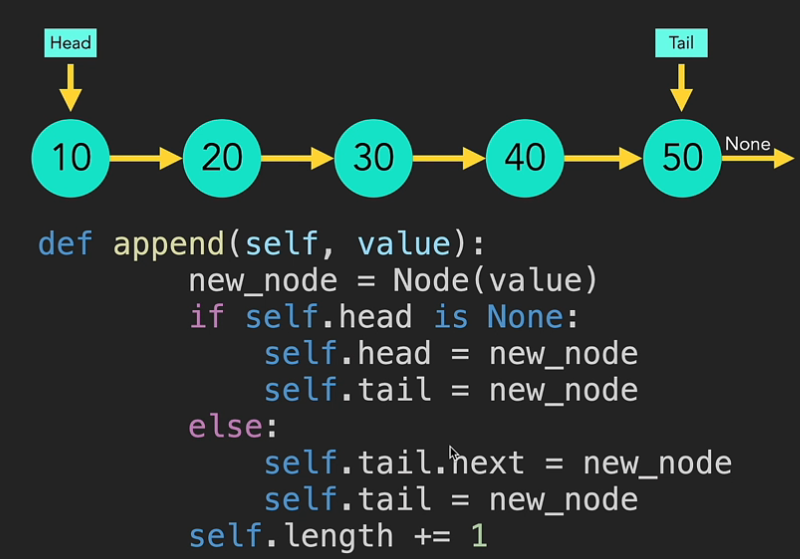 Head Tail
10 20 30 40 50 None
def append(self, value):
        new_node = Node(value)
        if self.head is None:
            self.head = new_node
            self.tail = new_node
        else:
            self.tail.next = new_node
            self.tail = new_node
        self.length += 1